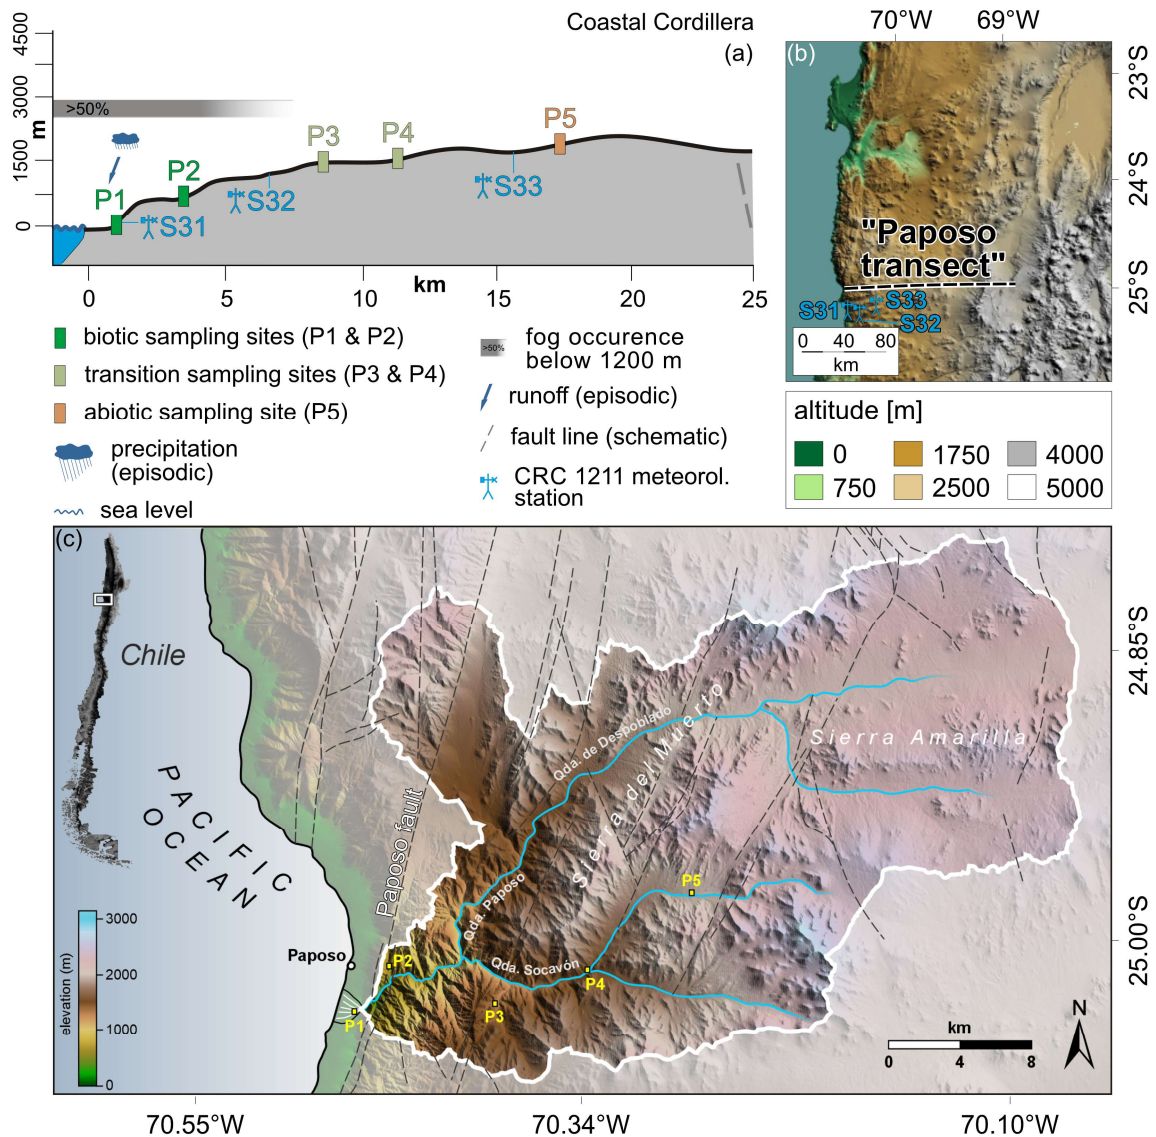 Coastal Cordillera
(a)
4500
3000
m
1500
0
>50%
P1
P2
P3
P4
P5
S31
S32
S33
0
5
10
km
15
20
25
biotic sampling sites (P1 & P2)
transition sampling sites (P3 & P4)
abiotic sampling site (P5)
precipitation
(episodic)
sea level
>50%
fog occurence
below 1200 m
runoff (episodic)
fault line (schematic)
CRC 1211 meteorol.
station
70°W
69°W
(b)
23°S
24°S
25°S
"Paposo
transect"
S31
S33
S32
0 40 80
km
altitude [m]
0
1750
4000
750
2500
5000
(c)
Chile
PACIFIC
OCEAN
Paposo fault
Qda. de Despoblado
Sierra del Muerto
Sierra Amarilla
Qda. Paposo
Qda. Socavón
Paposo
P1
P2
P3
P4
P5
elevation (m)
3000
2000
1000
0
km
0 4 8
N
24.85°S
25.00°S
70.55°W
70.34°W
70.10°W